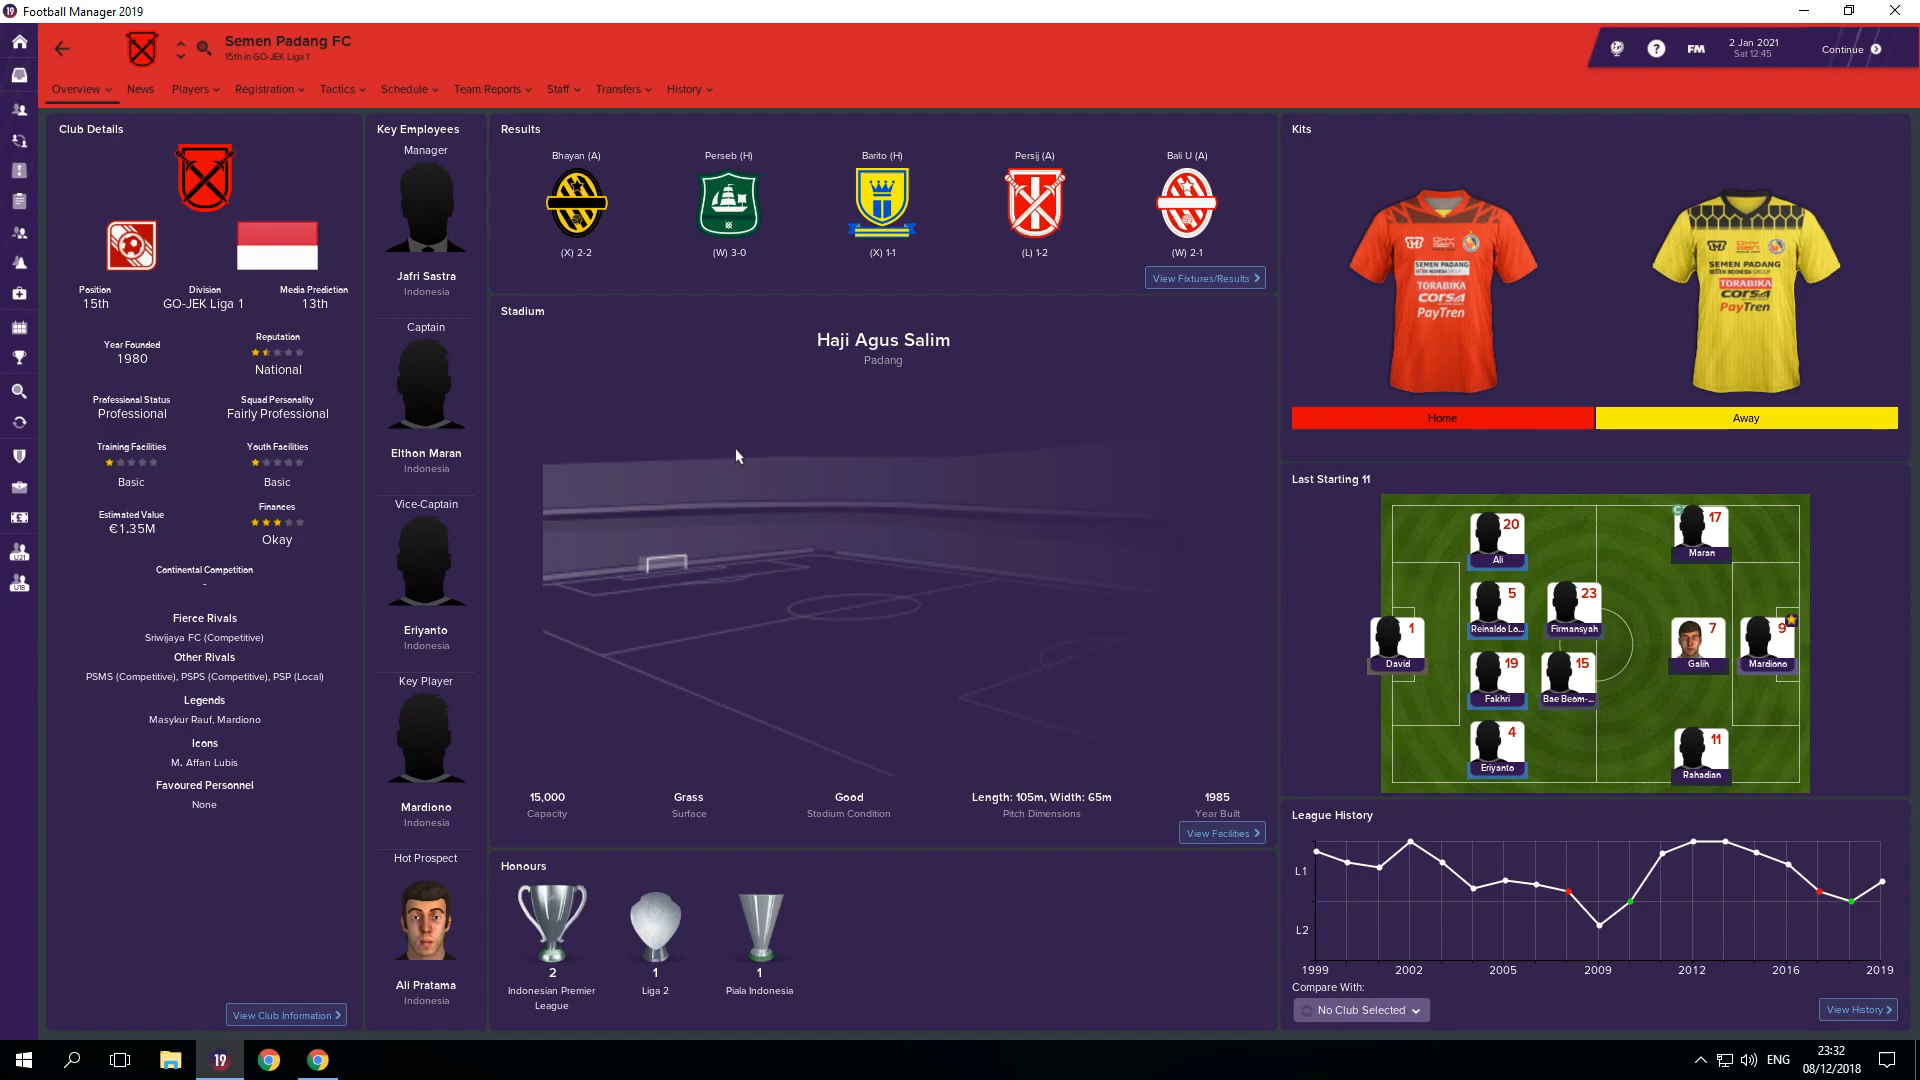 19 Football Manager 2019
Semen Padang FC
15th in GO-JEK Liga 1
FM
2 Jan 2021
Sat 12:45
Continue
Overview News Players Registration Tactics Schedule Team Reports Staff Transfers History
Club Details
Position
15th
Division
GO-JEK Liga 1
Media Prediction
13th
Year Founded
1980
Reputation
National
Professional Status
Professional
Squad Personality
Fairly Professional
Training Facilities
Basic
Youth Facilities
Basic
Estimated Value
€1.35M
Finances
Okay
Continental Competition
-
Fierce Rivals
Sriwijaya FC (Competitive)
Other Rivals
PSMS (Competitive), PSPS (Competitive), PSP (Local)
Legends
Masykur Rauf, Mardiono
Icons
M. Affan Lubis
Favoured Personnel
None
View Club Information
U21
U18
Key Employees
Manager
Jafri Sastra
Indonesia
Captain
Elthon Maran
Indonesia
Vice-Captain
Eriyanto
Indonesia
Key Player
Mardiono
Indonesia
Hot Prospect
Ali Pratama
Indonesia
Results
Bhayan (A)
(X) 2-2
Perseb (H)
(W) 3-0
Barito (H)
(X) 1-1
Persij (A)
(L) 1-2
Bali U (A)
(W) 2-1
View Fixtures/Results
Stadium
Haji Agus Salim
Padang
15,000
Capacity
Grass
Surface
Good
Stadium Condition
Length: 105m, Width: 65m
Pitch Dimensions
1985
Year Built
View Facilities
Honours
2
Indonesian Premier
League
1
Liga 2
1
Piala Indonesia
Kits
SEMEN PADANG
TORABIKA
CORSA
PayTren
SEMEN PADANG
TORABIKA
CORSA
PayTren
Home
Away
Last Starting 11
20
Ali
17
Maran
5
Reinaldo Lo...
23
Firmansyah
1
David
7
Galih
9
Mardiono
19
Fakhri
15
Bae Beom-...
4
Eriyanto
11
Rahadian
League History
L1
L2
1999 2002 2005 2009 2012 2016 2019
Compare With:
No Club Selected
View History
19
ENG
23:32
08/12/2018